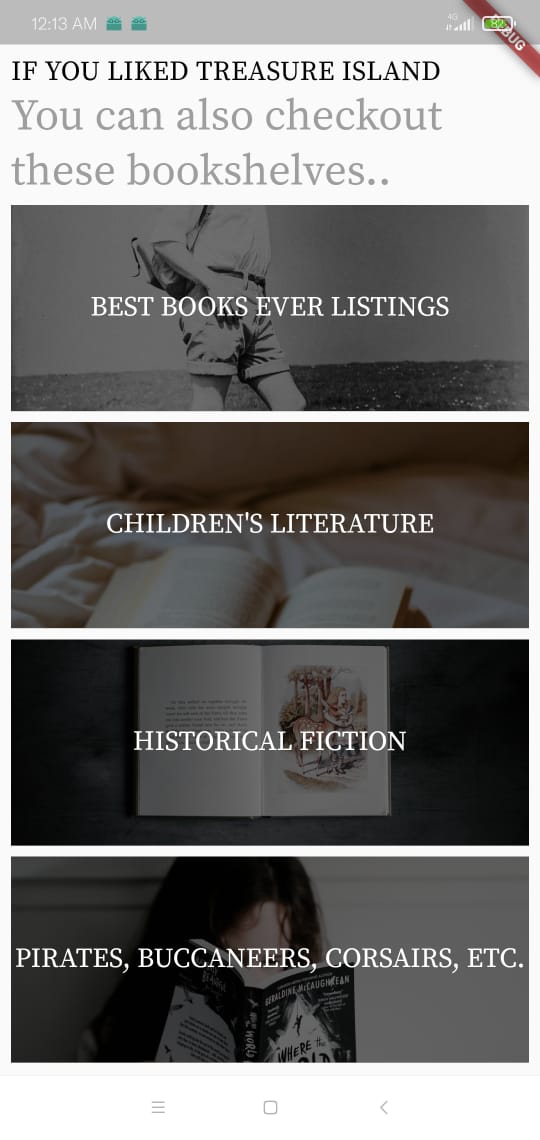 12:13 AM
4G
82
IF YOU LIKED TREASURE ISLAND
You can also checkout
these bookshelves..
BEST BOOKS EVER LISTINGS
CHILDREN'S LITERATURE
HISTORICAL FICTION
PIRATES, BUCCANEERS, CORSAIRS, ETC.
GERALDINE McCAUGHREAN
WHERE the